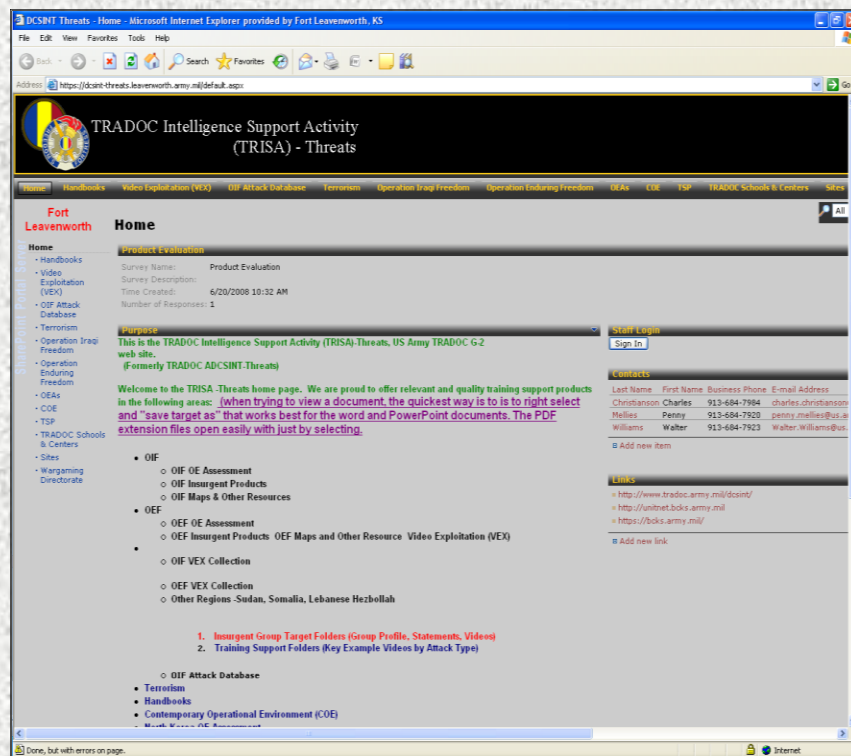 DCSINT Threats - Home - Microsoft Internet Explorer provided by Fort Leavenworth, KS
File Edit View Favorites Tools Help
Back Search Favorites
Address https://dcsint-threats.leavenworth.army.mil/default.aspx Go
TRADOC Intelligence Support Activity
(TRISA) - Threats
Home Handbooks Video Exploitation (VEX) OIF Attack Database Terrorism Operation Iraqi Freedom Operation Enduring Freedom OEAs COE TSP TRADOC Schools & Centers Sites
Fort
Leavenworth
Home
All
SharePoint Portal Server
Home
Handbooks
Video
Exploitation
(VEX)
OIF Attack
Database
Terrorism
Operation Iraqi
Freedom
Operation
Enduring
Freedom
OEAs
COE
TSP
TRADOC Schools
& Centers
Sites
Wargaming
Directorate
Product Evaluation
Survey Name: Product Evaluation
Survey Description:
Time Created: 6/20/2008 10:32 AM
Number of Responses: 1
Purpose
This is the TRADOC Intelligence Support Activity (TRISA)-Threats, US Army TRADOC G-2
web site.
(Formerly TRADOC ADCSINT-Threats)
Welcome to the TRISA -Threats home page. We are proud to offer relevant and quality training support products
in the following areas: (when trying to view a document, the quickest way is to is to right select
and "save target as" that works best for the word and PowerPoint documents. The PDF
extension files open easily with just by selecting.
• OIF
o OIF OE Assessment
o OIF Insurgent Products
o OIF Maps & Other Resources
• OEF
o OEF OE Assessment
o OEF Insurgent Products OEF Maps and Other Resource Video Exploitation (VEX)
•
o OIF VEX Collection
o OEF VEX Collection
o Other Regions -Sudan, Somalia, Lebanese Hezbollah
1. Insurgent Group Target Folders (Group Profile, Statements, Videos)
2. Training Support Folders (Key Example Videos by Attack Type)
o OIF Attack Database
• Terrorism
• Handbooks
• Contemporary Operational Environment (COE)
• North Korea OE Assessment
Staff Login
Sign In
Contacts
Last Name First Name Business Phone E-mail Address
Christianson Charles 913-684-7984 charles.christianson
Mellies Penny 913-684-7920 penny.mellies@us.a
Williams Walter 913-684-7923 Walter.Williams@us.
Add new item
Links
http://www.tradoc.army.mil/dcsint/
http://unitnet.bcks.army.mil
https://bcks.army.mil/
Add new link
Done, but with errors on page. Internet